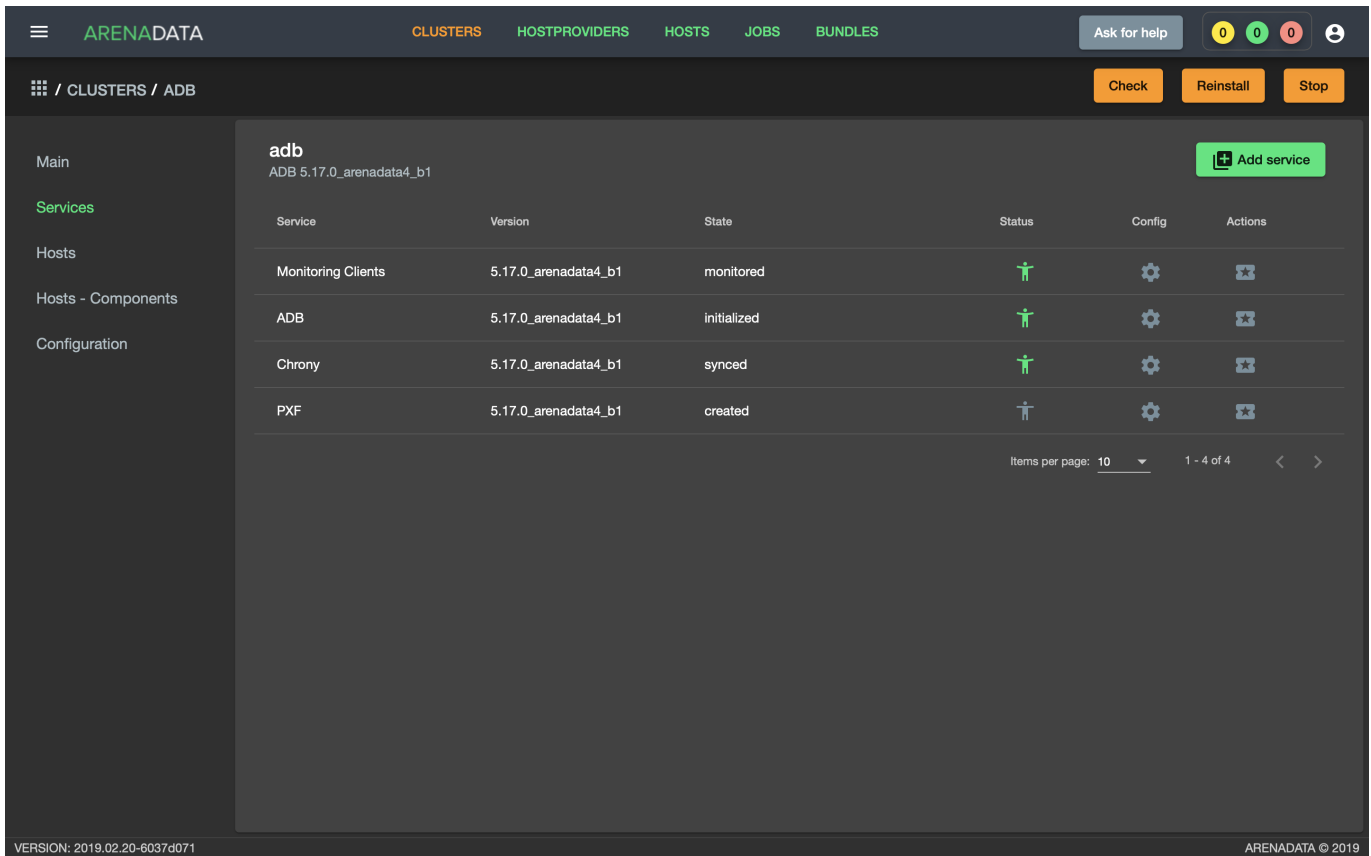 ARENADATA CLUSTERS HOSTPROVIDERS HOSTS JOBS BUNDLES Ask for help 0 0 0
/ CLUSTERS / ADB Check Reinstall Stop
Main
Services
Hosts
Hosts - Components
Configuration
adb
ADB 5.17.0_arenadata4_b1
Add service
Service Version State Status Config Actions
Monitoring Clients 5.17.0_arenadata4_b1 monitored
ADB 5.17.0_arenadata4_b1 initialized
Chrony 5.17.0_arenadata4_b1 synced
PXF 5.17.0_arenadata4_b1 created
Items per page: 10 1 - 4 of 4
VERSION: 2019.02.20-6037d071 ARENADATA © 2019